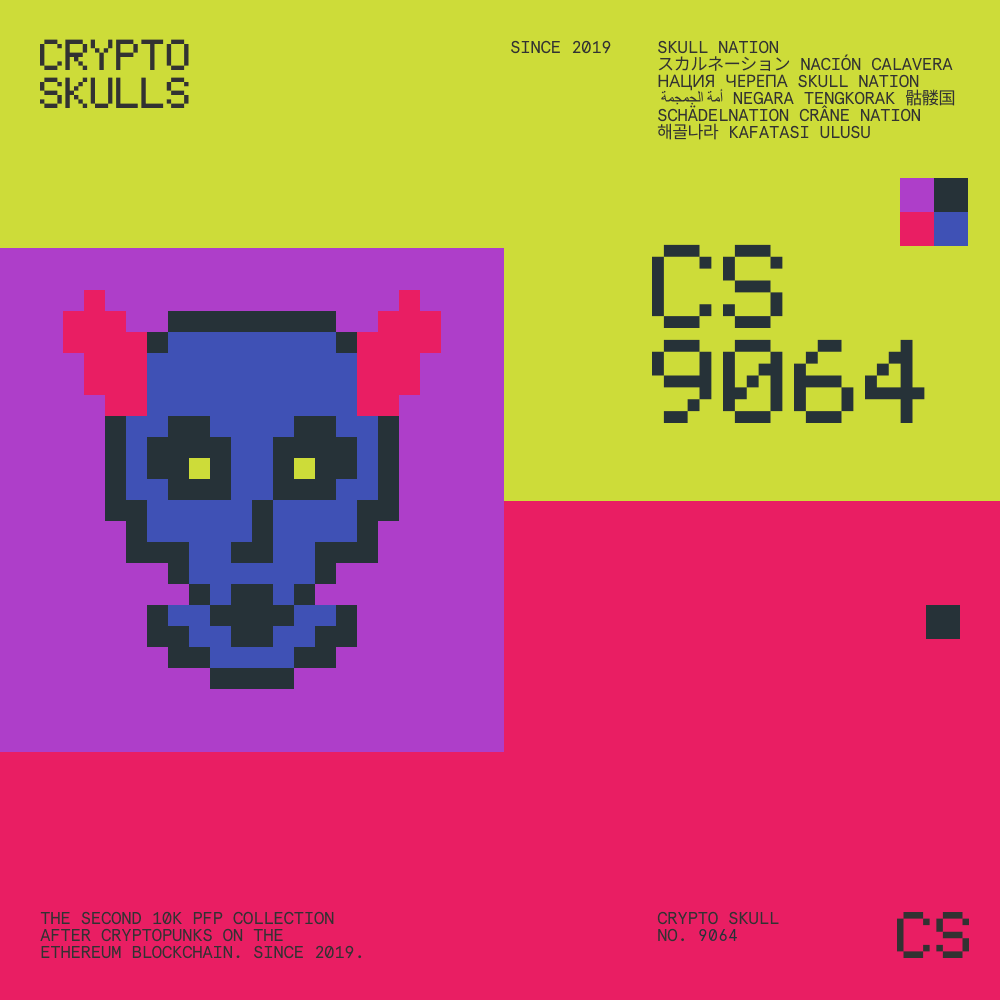 CRYPTO
SKULLS
SINCE 2019
SKULL NATION
スカルネーション NACIÓN CALAVERA
НАЦИЯ ЧЕРЕПА SKULL NATION
أمة الجمجمة NEGARA TENGKORAK 骷髅国
SCHÄDELNATION CRÂNE NATION
해골나라 KAFATASI ULUSU
CS
9064
THE SECOND 10K PFP COLLECTION
AFTER CRYPTOPUNKS ON THE
ETHEREUM BLOCKCHAIN. SINCE 2019.
CRYPTO SKULL
NO. 9064
CS